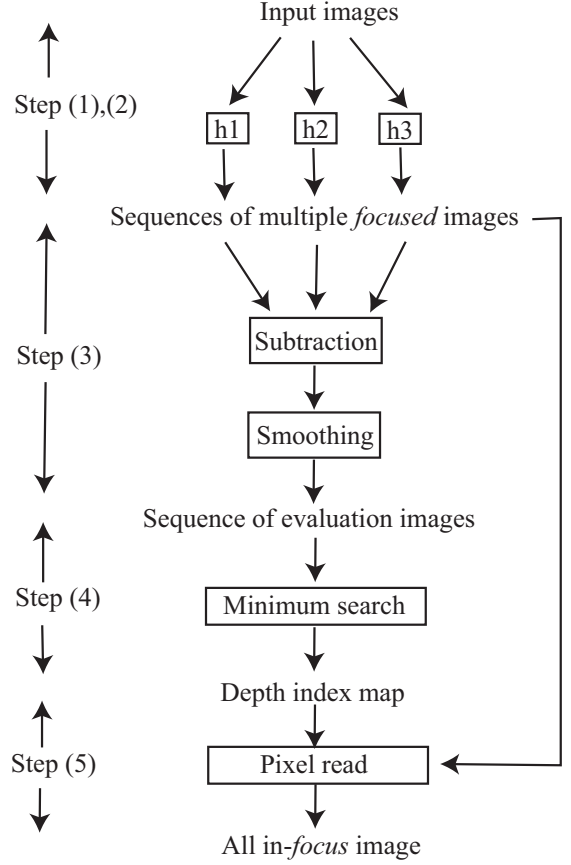 Input images
Step (1),(2)
h1 h2 h3
Sequences of multiple focused images
Subtraction
Step (3)
Smoothing
Sequence of evaluation images
Step (4)
Minimum search
Depth index map
Step (5)
Pixel read
All in-focus image